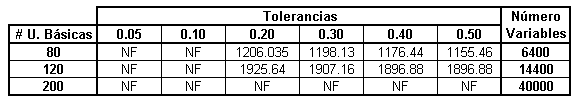 Tolerancias Número
# U. Básicas 0.05 0.10 0.20 0.30 0.40 0.50 Variables
80 NF NF 1206.035 1198.13 1176.44 1155.46 6400
120 NF NF 1925.64 1907.16 1896.88 1896.88 14400
200 NF NF NF NF NF NF 40000